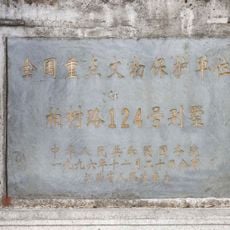 全国重点文物保护单位
柏树路124号别墅
中华人民共和国国务院
一九九六年十一月二十日公布